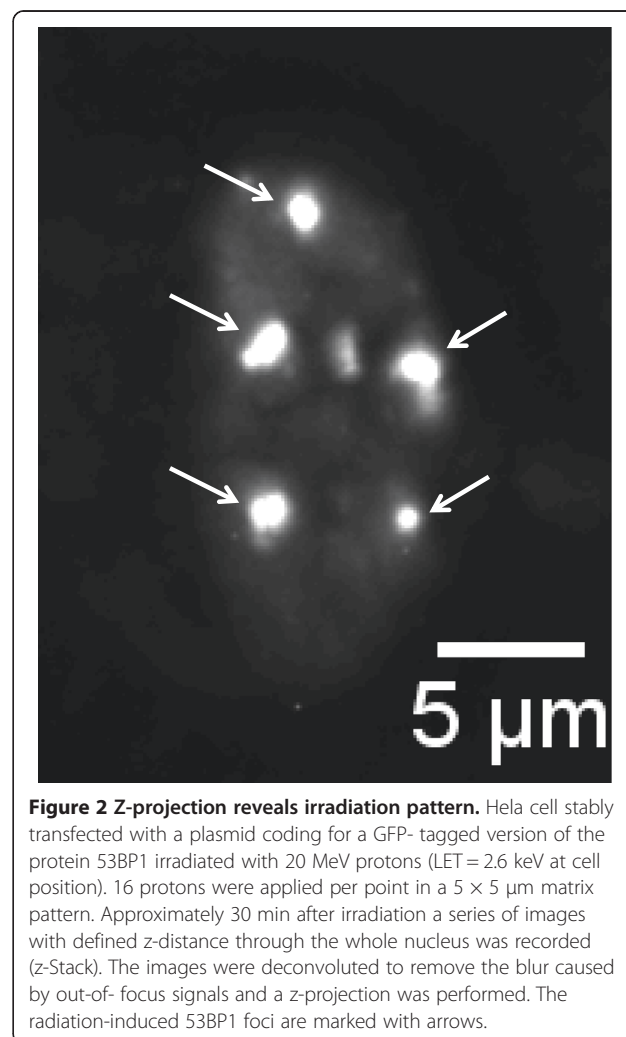 5 µm
Figure 2 Z-projection reveals irradiation pattern. Hela cell stably
transfected with a plasmid coding for a GFP- tagged version of the
protein 53BP1 irradiated with 20 MeV protons (LET = 2.6 keV at cell
position). 16 protons were applied per point in a 5 × 5 µm matrix
pattern. Approximately 30 min after irradiation a series of images
with defined z-distance through the whole nucleus was recorded
(z-Stack). The images were deconvoluted to remove the blur caused
by out-of- focus signals and a z-projection was performed. The
radiation-induced 53BP1 foci are marked with arrows.